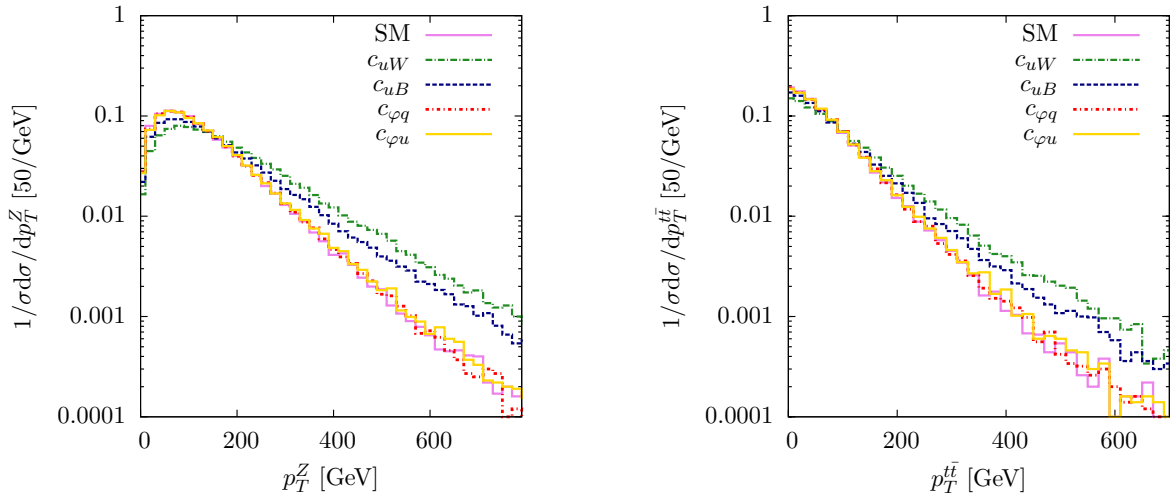 1/σdσ/dp_T^Z [50/GeV]
1
0.1
0.01
0.001
0.0001
SM
c_{uW}
c_{uB}
c_{φq}
c_{φu}
0 200 400 600
p_T^Z [GeV]
1/σdσ/dp_T^{tt̄} [50/GeV]
1
0.1
0.01
0.001
0.0001
SM
c_{uW}
c_{uB}
c_{φq}
c_{φu}
0 200 400 600
p_T^{tt̄} [GeV]